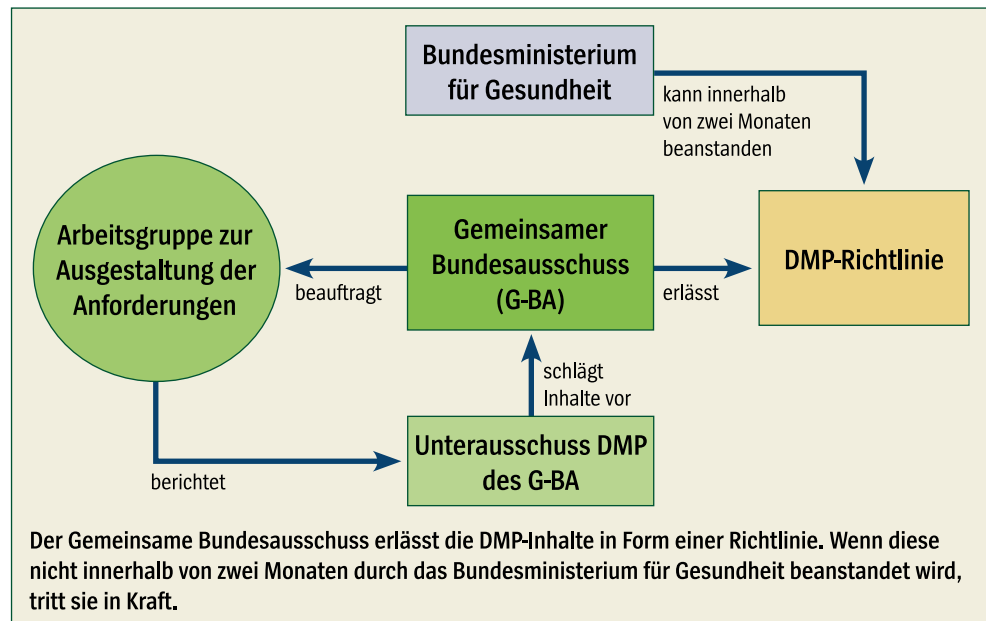 Bundesministerium
für Gesundheit
kann innerhalb
von zwei Monaten
beanstanden
Arbeitsgruppe zur
Ausgestaltung der
Anforderungen
beauftragt
Gemeinsamer
Bundesausschuss
(G-BA)
erlässt
DMP-Richtlinie
schlägt
Inhalte vor
Unterausschuss DMP
des G-BA
berichtet
Der Gemeinsame Bundesausschuss erlässt die DMP-Inhalte in Form einer Richtlinie. Wenn diese
nicht innerhalb von zwei Monaten durch das Bundesministerium für Gesundheit beanstandet wird,
tritt sie in Kraft.